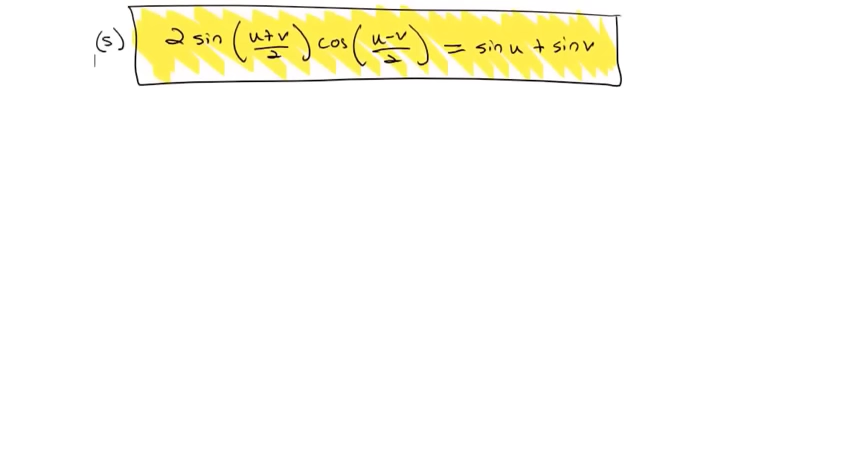 (5) 2 sin (u+v/2) cos (u-v/2) = sin u + sin v